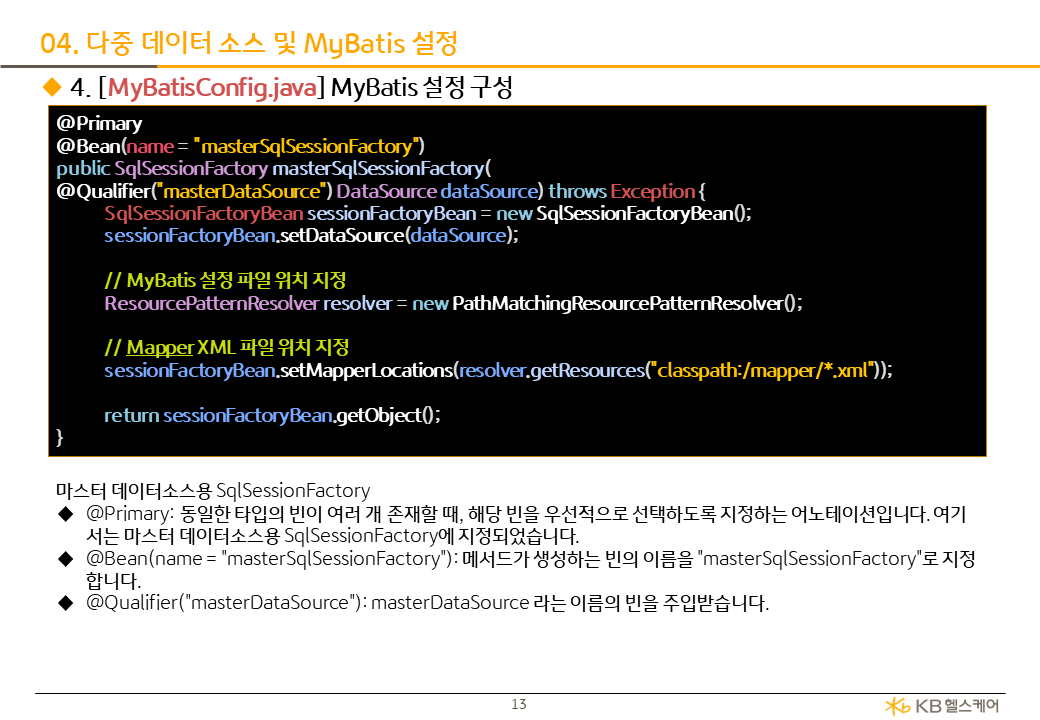 04. 다중 데이터 소스 및 MyBatis 설정
◆ 4. [MyBatisConfig.java] MyBatis 설정 구성
@Primary
@Bean(name = "masterSqlSessionFactory")
public SqlSessionFactory masterSqlSessionFactory(
@Qualifier("masterDataSource") DataSource dataSource) throws Exception {
SqlSessionFactoryBean sessionFactoryBean = new SqlSessionFactoryBean();
sessionFactoryBean.setDataSource(dataSource);
// MyBatis 설정 파일 위치 지정
ResourcePatternResolver resolver = new PathMatchingResourcePatternResolver();
// Mapper XML 파일 위치 지정
sessionFactoryBean.setMapperLocations(resolver.getResources("classpath:/mapper/*.xml"));
return sessionFactoryBean.getObject();
}
마스터 데이터소스용 SqlSessionFactory
◆ @Primary: 동일한 타입의 빈이 여러 개 존재할 때, 해당 빈을 우선적으로 선택하도록 지정하는 어노테이션입니다. 여기
서는 마스터 데이터소스용 SqlSessionFactory에 지정되었습니다.
◆ @Bean(name = "masterSqlSessionFactory"): 메서드가 생성하는 빈의 이름을 "masterSqlSessionFactory"로 지정
합니다.
◆ @Qualifier("masterDataSource"): masterDataSource 라는 이름의 빈을 주입받습니다.
13
KB헬스케어